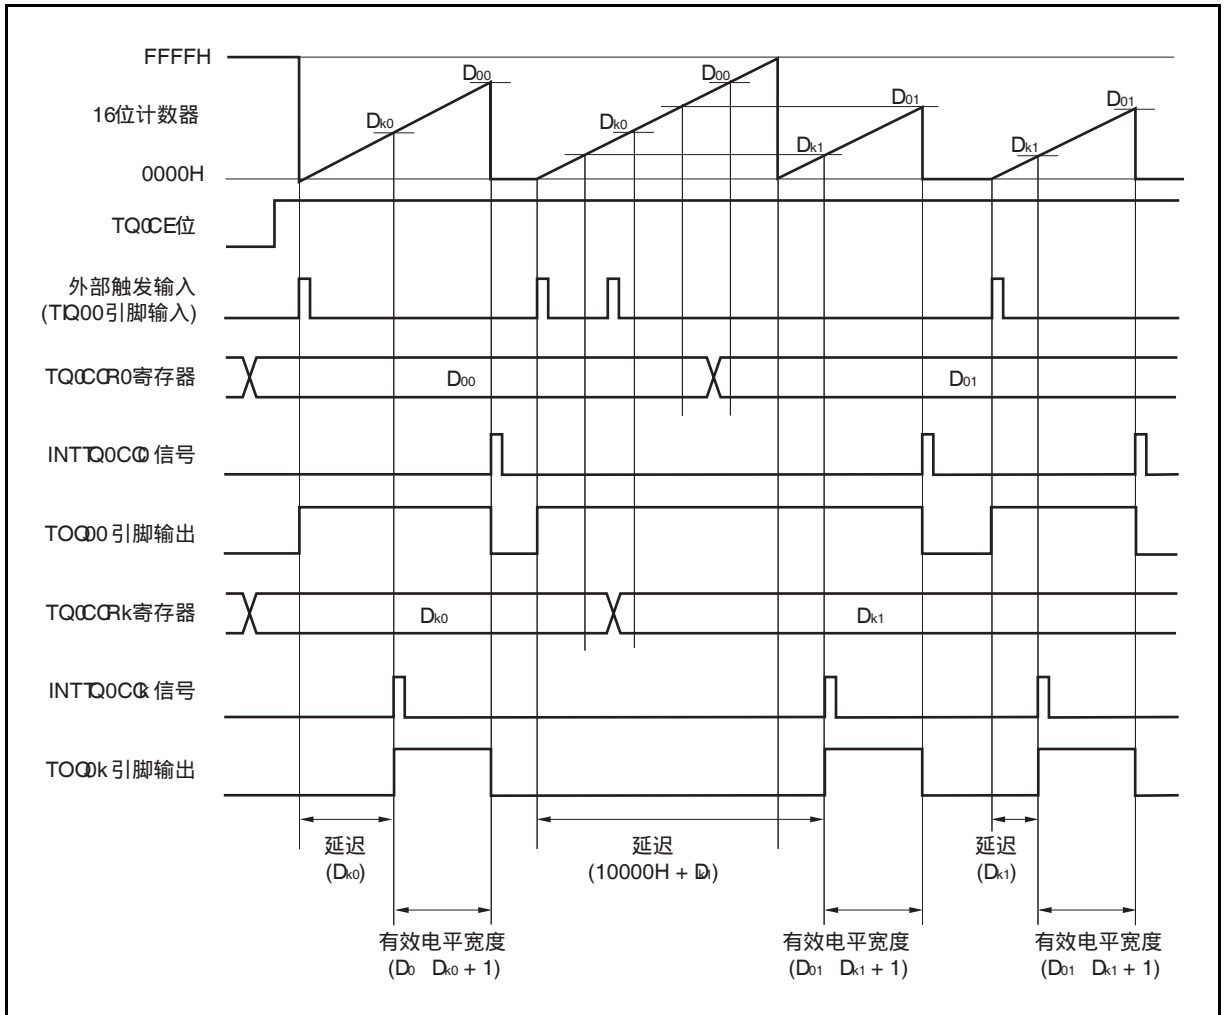 FFFFH
D00
D00
Dk0
Dk0
D01
D01
16位计数器
Dk1
Dk1
0000H
TQ0CE位
外部触发输入
(TIQ00引脚输入)
TQ0CCR0寄存器
D00
D01
INTTQ0CC0 信号
TOQ00 引脚输出
TQ0CCRk寄存器
Dk0
Dk1
INTTQ0CCk 信号
TOQ0k 引脚输出
延迟
(Dk0)
延迟
(10000H + Dk1)
延迟
(Dk1)
有效电平宽度
(D0 Dk0 + 1)
有效电平宽度
(D01 Dk1 + 1)
有效电平宽度
(D01 Dk1 + 1)